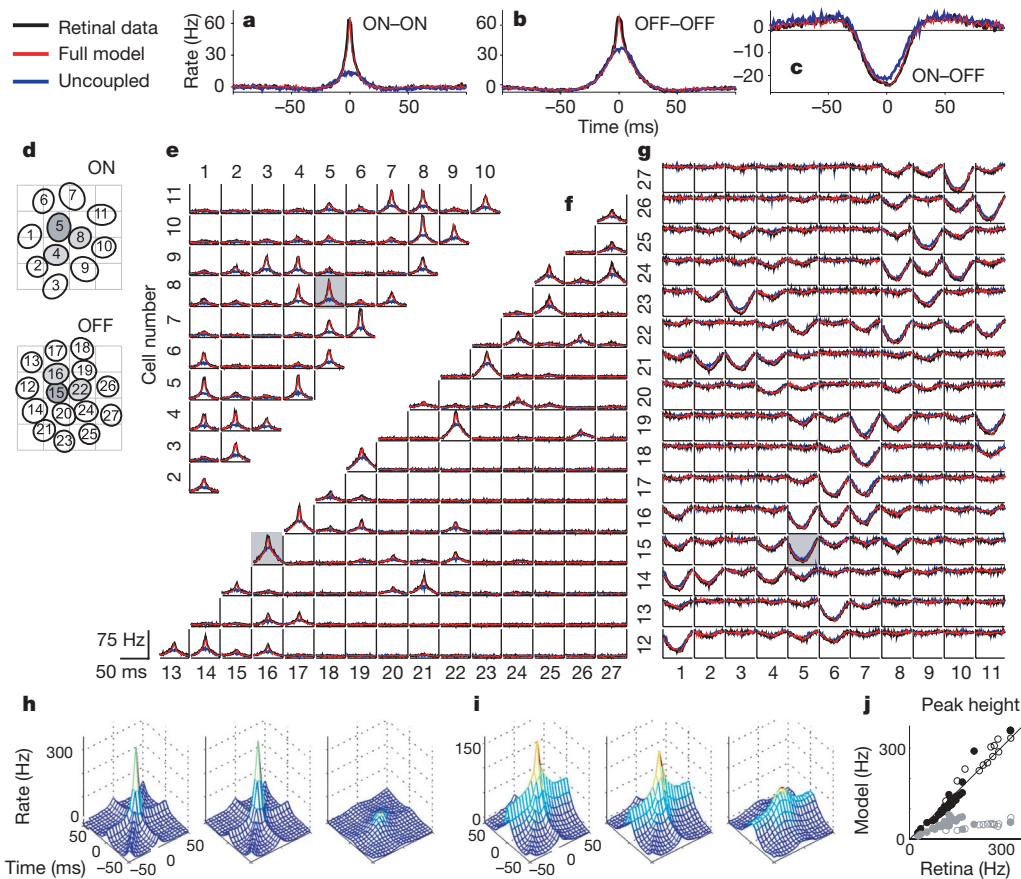 Retinal data
Full model
Uncoupled
a
ON–ON
Rate (Hz)
60
30
0
−50
0
50
b
OFF–OFF
60
30
0
−50
0
50
Time (ms)
c
ON–OFF
0
−10
−20
−50
0
50
d
ON
6
7
11
5
1
8
10
4
2
9
3
OFF
17
18
13
16
19
12
15
22
26
14
20
24
27
21
23
25
e
1 2 3 4 5 6 7 8 9 10
Cell number
11
10
9
8
7
6
5
4
3
2
f
75 Hz
50 ms
13 14 15 16 17 18 19 20 21 22 23 24 25 26 27
g
27
26
25
24
23
22
21
20
19
18
17
16
15
14
13
12
1 2 3 4 5 6 7 8 9 10 11
h
Rate (Hz)
300
0
50
0
−50
−50
0
50
Time (ms)
i
150
0
50
0
−50
−50
0
50
j
Peak height
Model (Hz)
300
0
0
300
Retina (Hz)